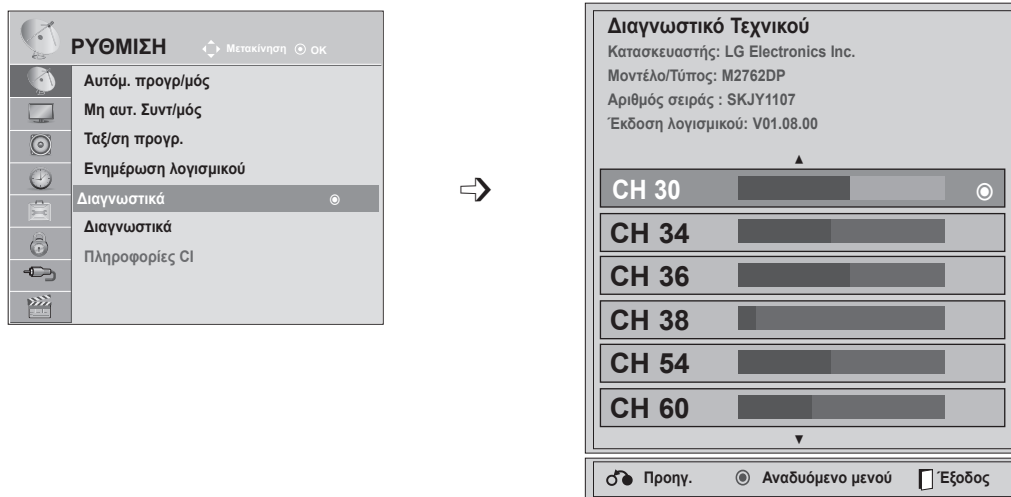 ΡΥΘΜΙΣΗ Μετακίνηση OK
Αυτόμ. προγρ/μός
Μη αυτ. Συντ/μός
Ταξ/ση προγρ.
Ενημέρωση λογισμικού
Διαγνωστικά
Διαγνωστικά
Πληροφορίες CI
Διαγνωστικό Τεχνικού
Κατασκευαστής: LG Electronics Inc.
Μοντέλο/Τύπος: M2762DP
Αριθμός σειράς : SKJY1107
Έκδοση λογισμικού: V01.08.00
CH 30
CH 34
CH 36
CH 38
CH 54
CH 60
Προηγ. Αναδυόμενο μενού Έξοδος